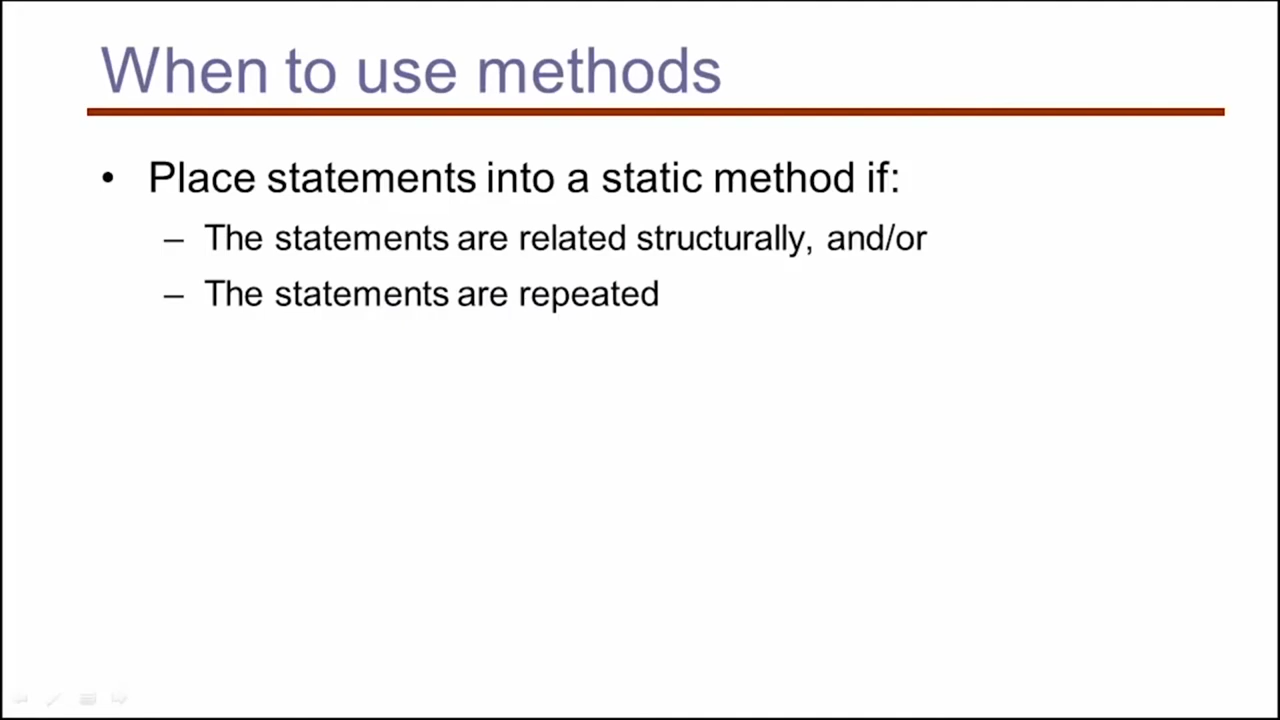 When to use methods
• Place statements into a static method if:
– The statements are related structurally, and/or
– The statements are repeated